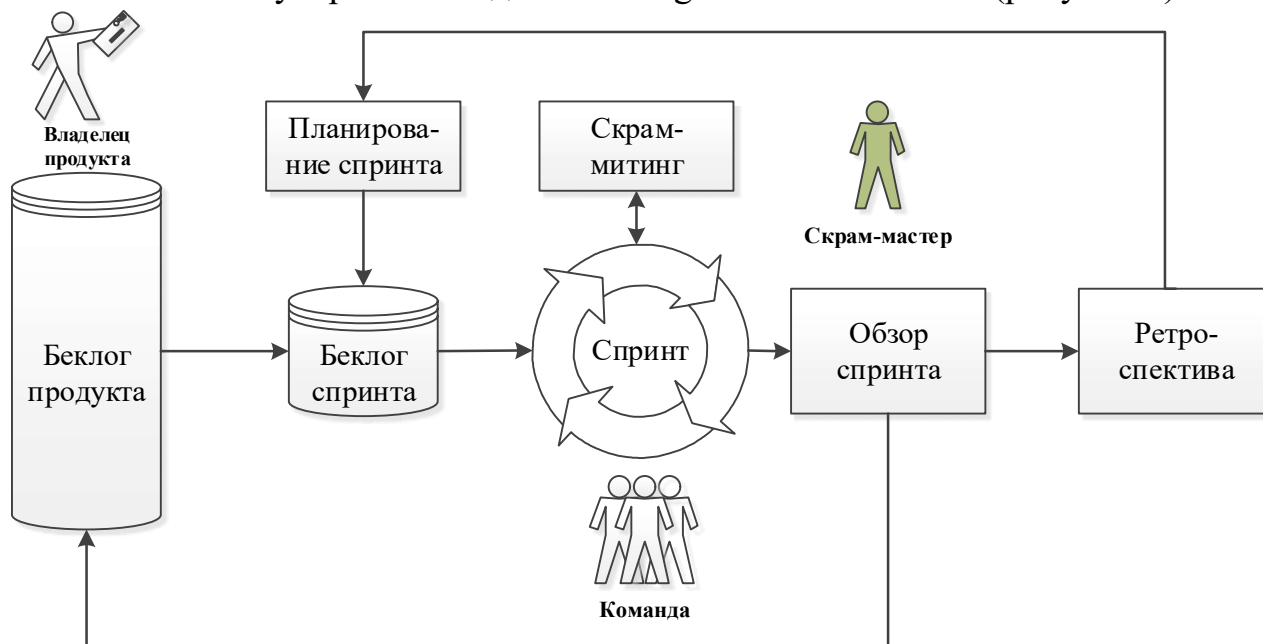 Владелец
продукта
Планирова-
ние спринта
Скрам-
митинг
Скрам-мастер
Беклог
продукта
Беклог
спринта
Спринт
Обзор
спринта
Ретро-
спектива
Команда